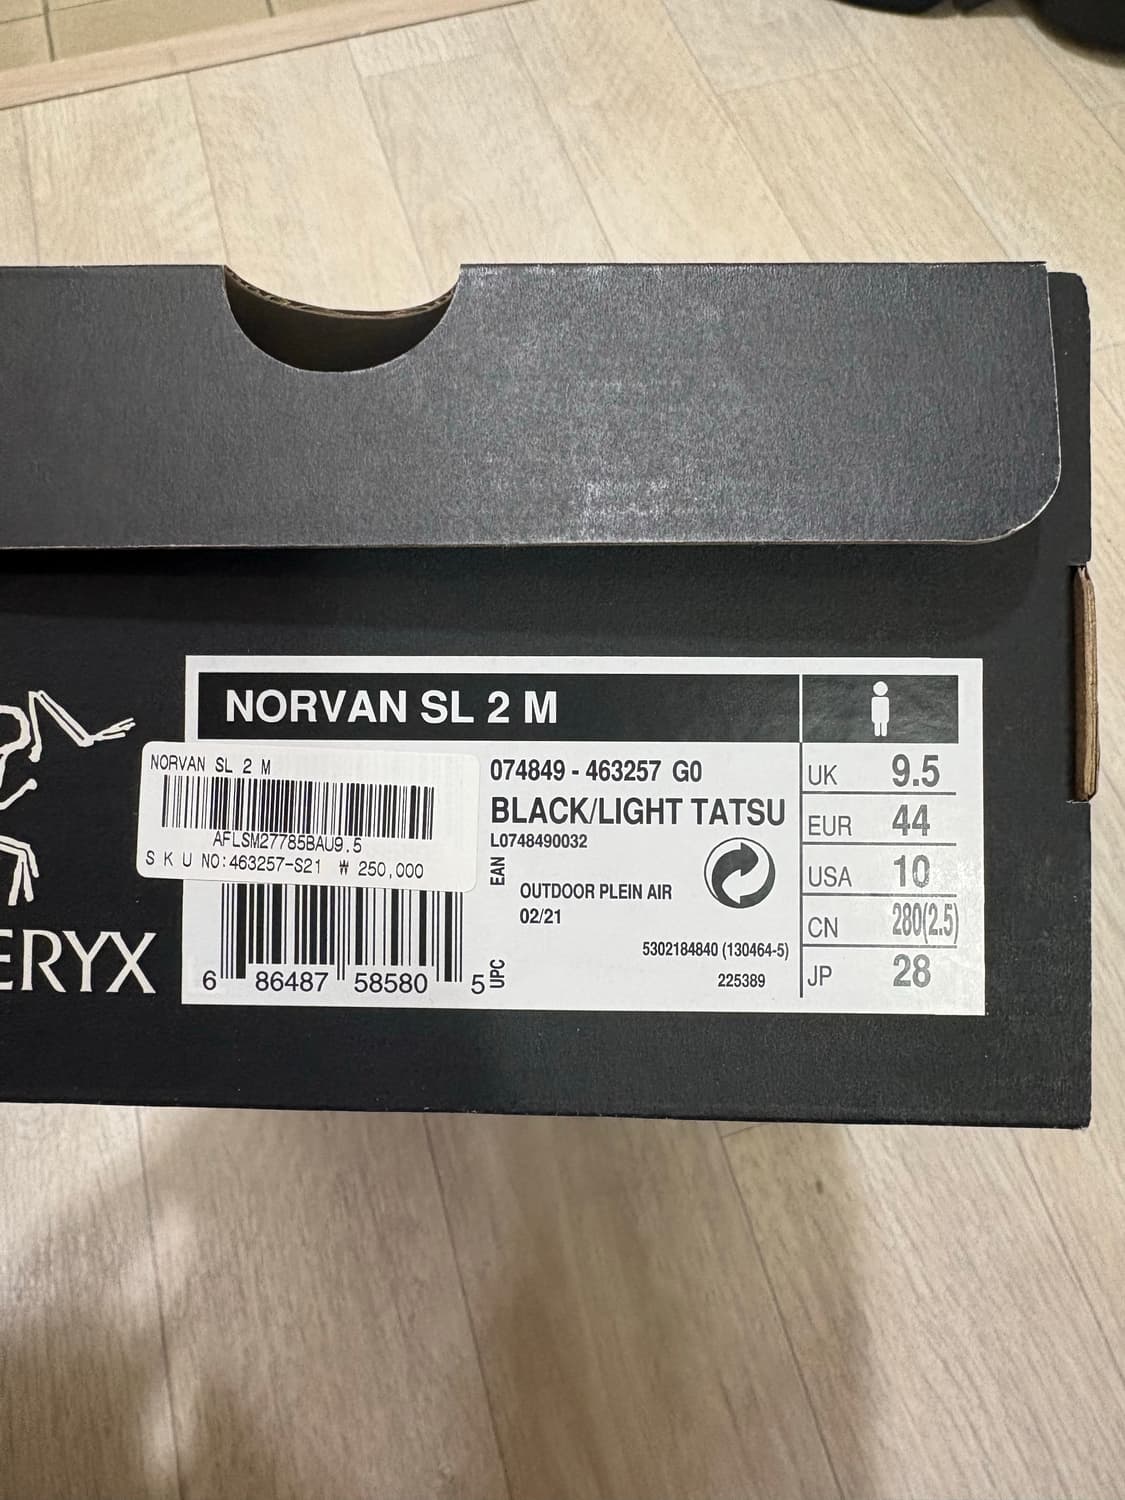 NORVAN SL 2 M
NORVAN SL 2 M
AFLSM27785BAU9.5
S K U NO:463257-S21 ₩ 250,000
074849 - 463257 G0
BLACK/LIGHT TATSU
L0748490032
EAN
OUTDOOR PLEIN AIR
02/21
5302184840 (130464-5)
225389
6 86487 58580 5
UPC
UK 9.5
EUR 44
USA 10
CN 280(2.5)
JP 28
ERYX